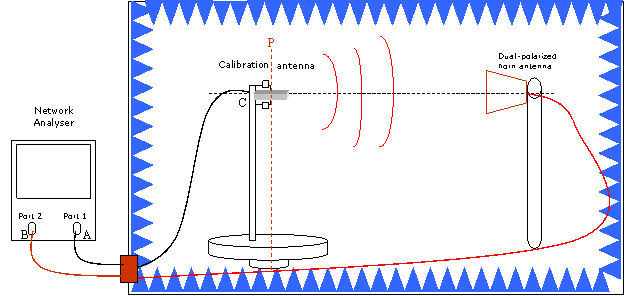 P
Calibration antenna
Dual-polarized
horn antenna
C
Network
Analyser
Port 2 Port 1
B A